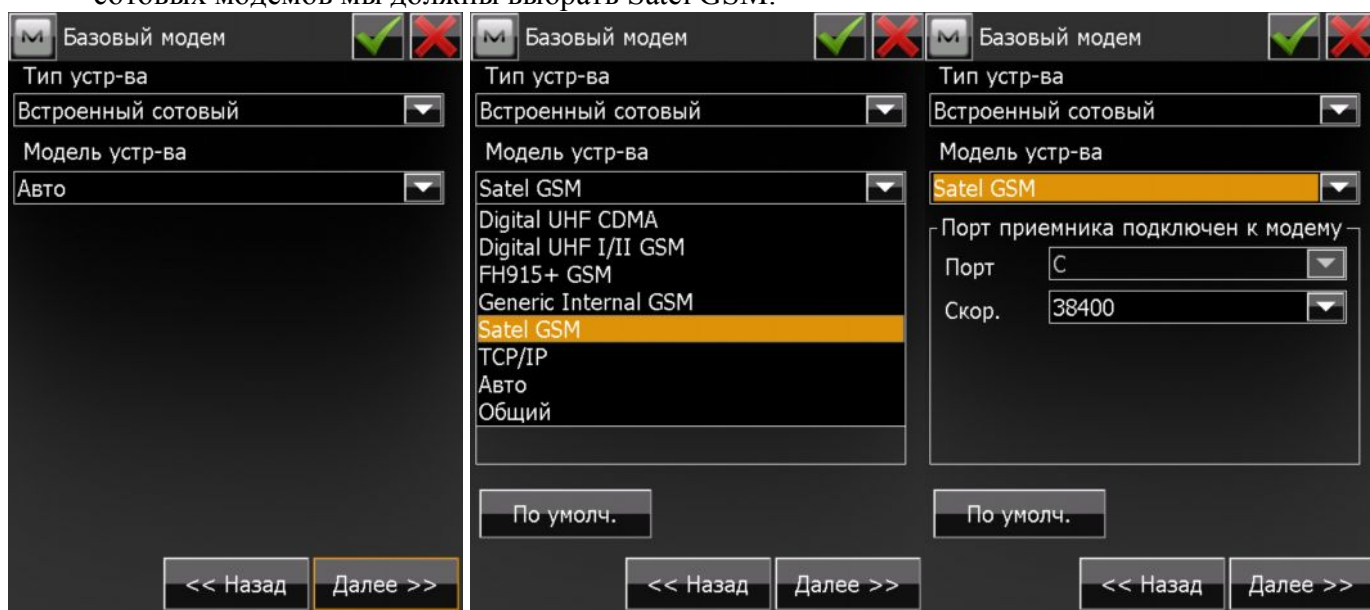 сотовых модемов мы должны выбрать Satel GSM.
Базовый модем
Тип устр-ва
Встроенный сотовый
Модель устр-ва
Авто
<< Назад
Далее >>
Базовый модем
Тип устр-ва
Встроенный сотовый
Модель устр-ва
Satel GSM
Digital UHF CDMA
Digital UHF I/II GSM
FH915+ GSM
Generic Internal GSM
Satel GSM
TCP/IP
Авто
Общий
По умолч.
<< Назад
Далее >>
Базовый модем
Тип устр-ва
Встроенный сотовый
Модель устр-ва
Satel GSM
Порт приемника подключен к модему
Порт
C
Скор.
38400
По умолч.
<< Назад
Далее >>